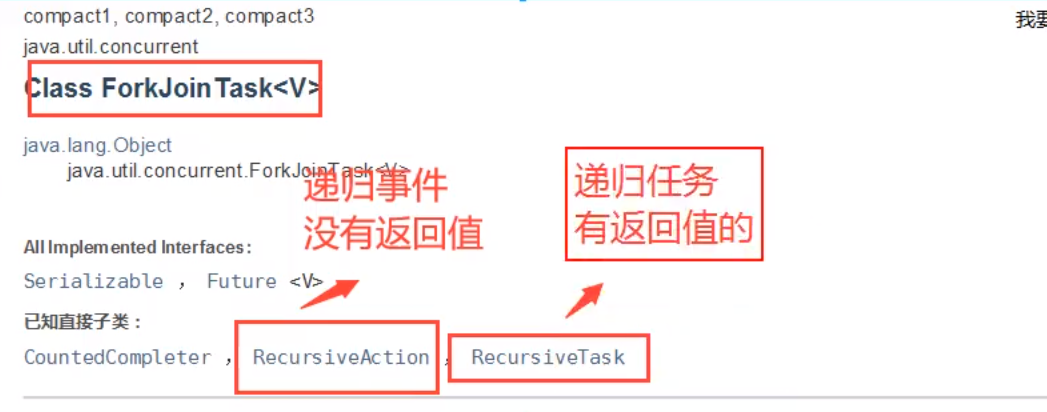 compact1, compact2, compact3
我要
java.util.concurrent
Class ForkJoinTask<V>
java.lang.Object
java.util.concurrent.ForkJoinTask<V>
递归事件
没有返回值
递归任务
有返回值的
All Implemented Interfaces:
Serializable , Future <V>
已知直接子类：
CountedCompleter , RecursiveAction , RecursiveTask